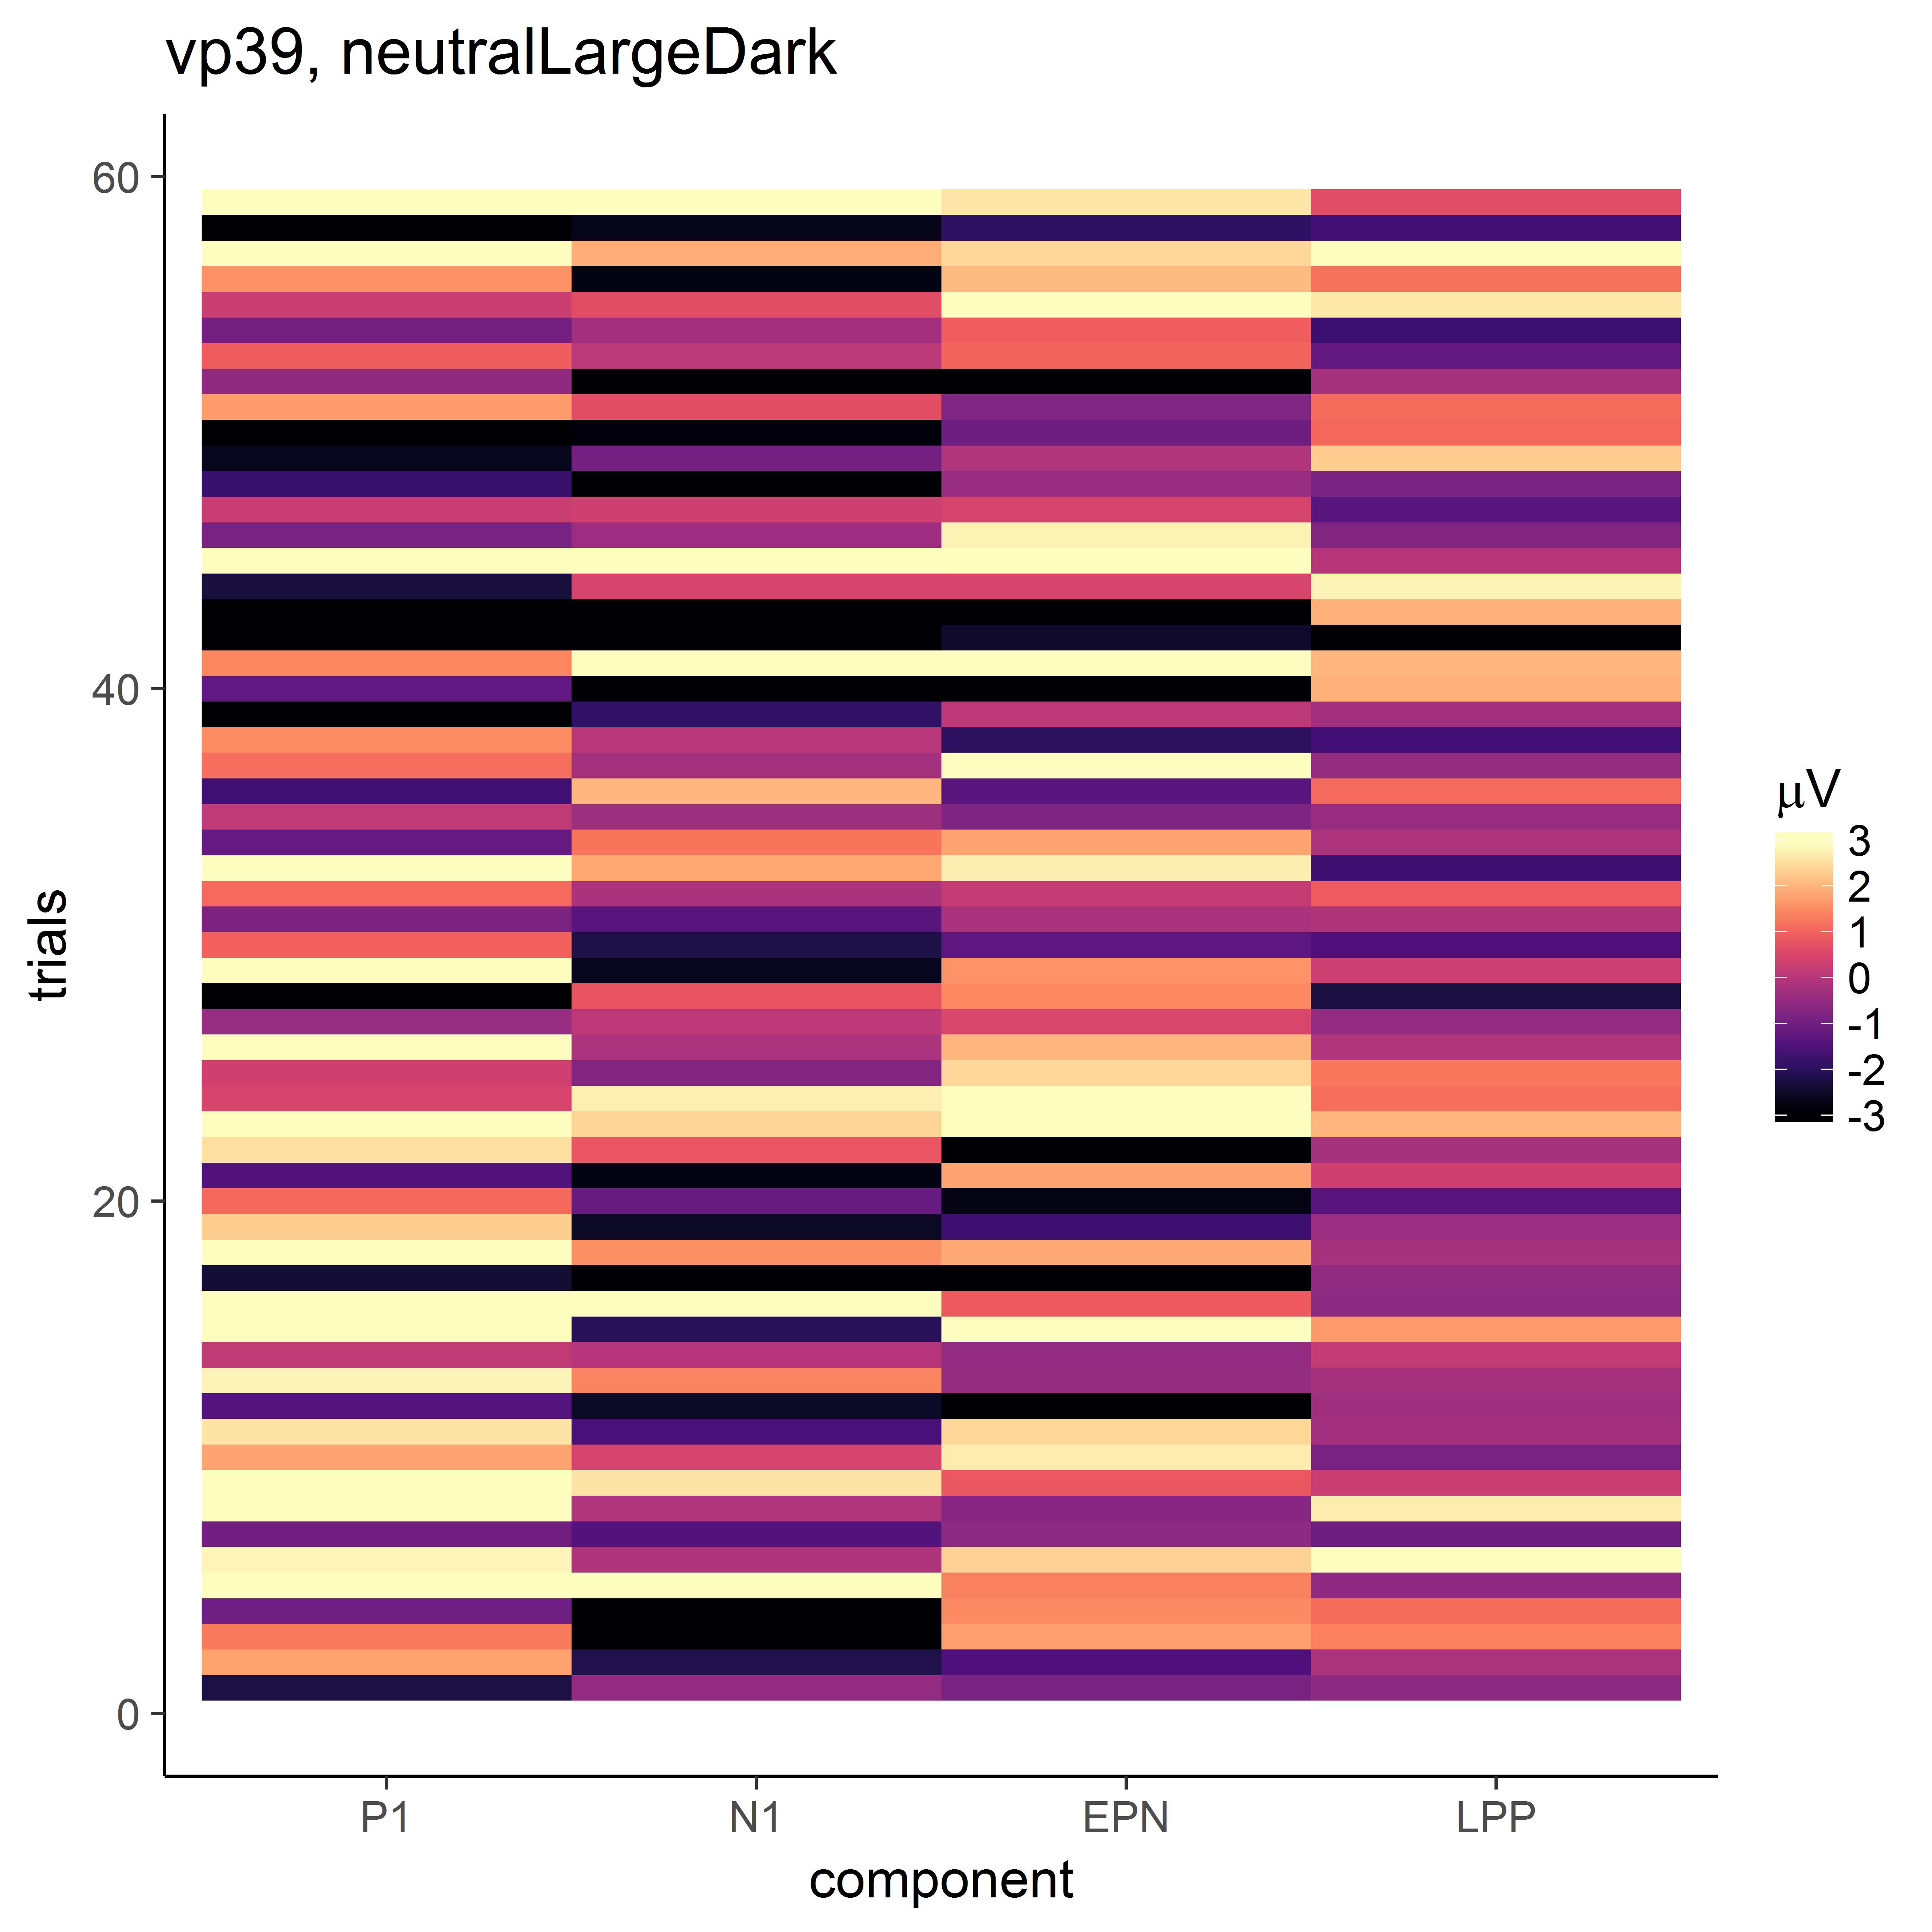 vp39, neutralLargeDark
60
40
20
0
trials
P1 N1 EPN LPP
component
μV
3
2
1
0
-1
-2
-3